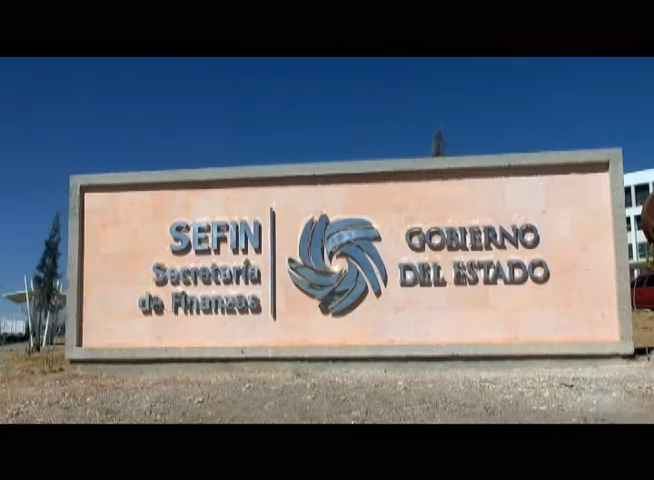 SEFIN
Secretaría
de Finanzas
GOBIERNO
DEL ESTADO